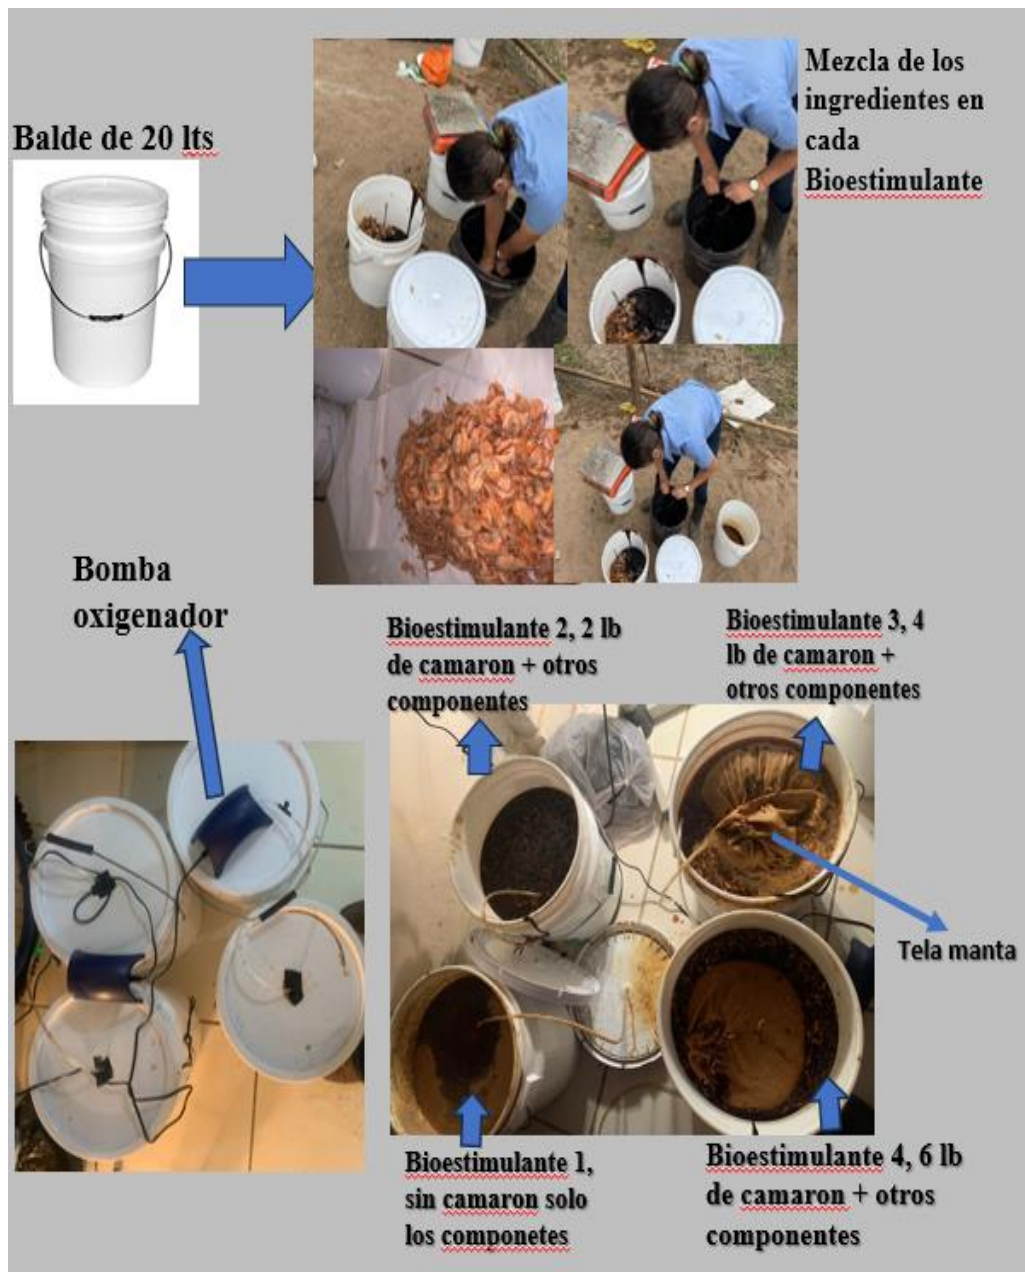 Balde de 20 lts
Mezcla de los
ingredientes en
cada
Bioestimulante
Bomba
oxigenador
Bioestimulante 2, 2 lb
de camaron + otros
componentes
Bioestimulante 3, 4
lb de camaron +
otros componentes
Tela manta
Bioestimulante 1,
sin camaron solo
los componetes
Bioestimulante 4, 6 lb
de camaron + otros
componentes